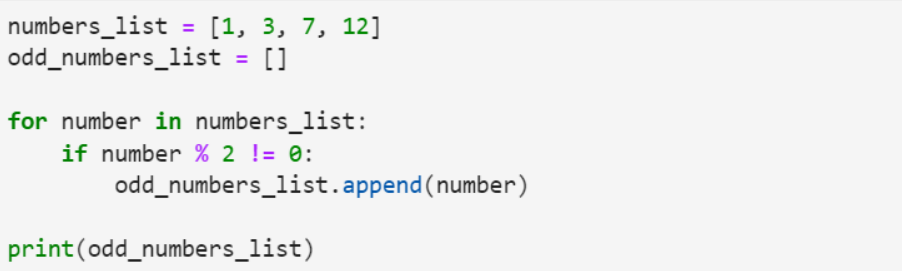 numbers_list = [1, 3, 7, 12]
odd_numbers_list = []
for number in numbers_list:
    if number % 2 != 0:
        odd_numbers_list.append(number)
print(odd_numbers_list)